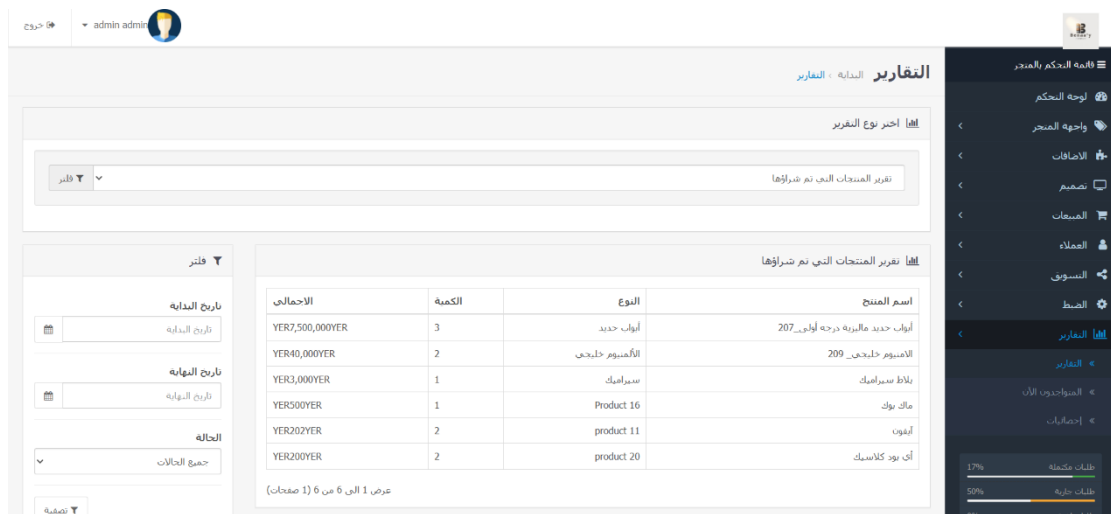 خروج
admin admin
Beauty
قائمة التحكم بالمتجر
لوحة التحكم
واجهة المتجر
الاضافات
تصميم
المبيعات
العملاء
التسويق
الضبط
التقارير
التقارير
المتواجدون الآن
إحصائيات
طلبات مكتملة 17%
طلبات جارية 50%
التقارير البداية التقارير
اختر نوع التقرير
تقرير المنتجات التي تم شراؤها
فلتر
تقرير المنتجات التي تم شراؤها
اسم المنتج النوع الكمية الاجمالي
أبواب حديد ماليزية درجه أولى_207 أبواب حديد 3 YER7,500,000YER
الامنيوم خليجي_ 209 الألمنيوم خليجي 2 YER40,000YER
بلاط سيراميك سيراميك 1 YER3,000YER
ماك بوك Product 16 1 YER500YER
آيفون product 11 2 YER202YER
أي بود كلاسيك product 20 2 YER200YER
عرض 1 الى 6 من 6 (1 صفحات)
فلتر
تاريخ البداية
تاريخ البداية
تاريخ النهاية
تاريخ النهاية
الحالة
جميع الحالات
تصفية